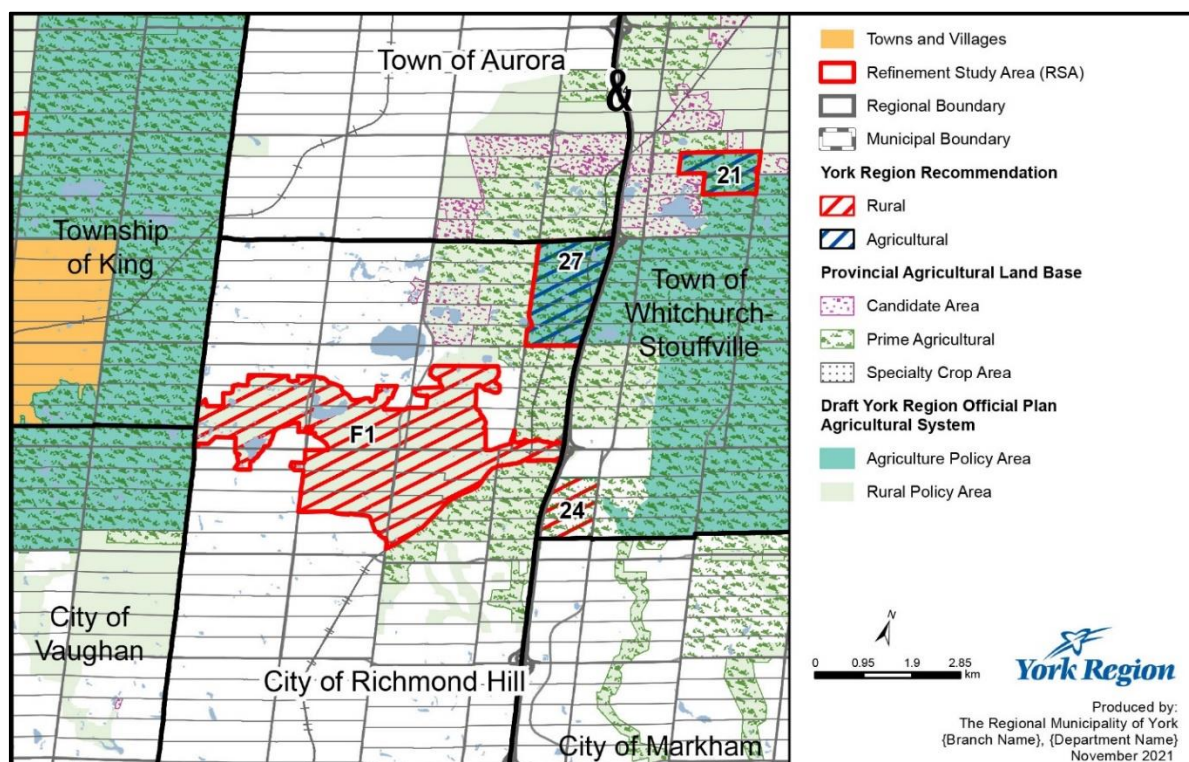 Town of Aurora
&
21
Township
of King
27
Town of
Whitchurch-
Stouffville
F1
24
City of
Vaughan
City of Richmond Hill
City of Markham
Towns and Villages
Refinement Study Area (RSA)
Regional Boundary
Municipal Boundary
York Region Recommendation
Rural
Agricultural
Provincial Agricultural Land Base
Candidate Area
Prime Agricultural
Specialty Crop Area
Draft York Region Official Plan
Agricultural System
Agriculture Policy Area
Rural Policy Area
N
0 0.95 1.9 2.85
km
York Region
Produced by:
The Regional Municipality of York
{Branch Name}, {Department Name}
November 2021